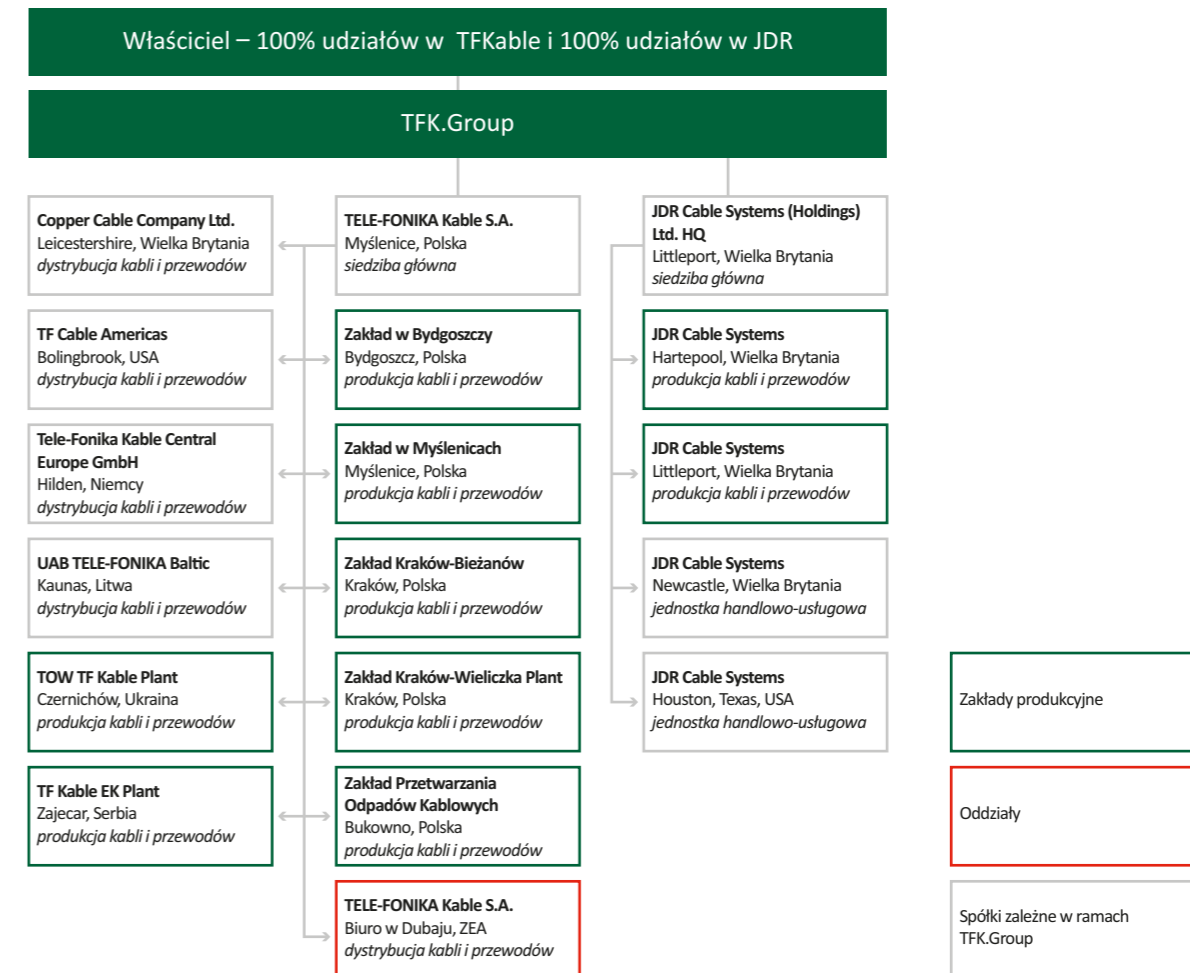 Właściciel – 100% udziałów w TFKable i 100% udziałów w JDR
TFK.Group
Copper Cable Company Ltd.
Leicestershire, Wielka Brytania
dystrybucja kabli i przewodów
TF Cable Americas
Bolingbrook, USA
dystrybucja kabli i przewodów
Tele-Fonika Kable Central
Europe GmbH
Hilden, Niemcy
dystrybucja kabli i przewodów
UAB TELE-FONIKA Baltic
Kaunas, Litwa
dystrybucja kabli i przewodów
TOW TF Kable Plant
Czernichów, Ukraina
produkcja kabli i przewodów
TF Kable EK Plant
Zajecar, Serbia
produkcja kabli i przewodów
TELE-FONIKA Kable S.A.
Myślenice, Polska
siedziba główna
Zakład w Bydgoszczy
Bydgoszcz, Polska
produkcja kabli i przewodów
Zakład w Myślenicach
Myślenice, Polska
produkcja kabli i przewodów
Zakład Kraków-Bieżanów
Kraków, Polska
produkcja kabli i przewodów
Zakład Kraków-Wieliczka Plant
Kraków, Polska
produkcja kabli i przewodów
Zakład Przetwarzania
Odpadów Kablowych
Bukowno, Polska
produkcja kabli i przewodów
TELE-FONIKA Kable S.A.
Biuro w Dubaju, ZEA
dystrybucja kabli i przewodów
JDR Cable Systems (Holdings)
Ltd. HQ
Littleport, Wielka Brytania
siedziba główna
JDR Cable Systems
Hartepool, Wielka Brytania
produkcja kabli i przewodów
JDR Cable Systems
Littleport, Wielka Brytania
produkcja kabli i przewodów
JDR Cable Systems
Newcastle, Wielka Brytania
jednostka handlowo-usługowa
JDR Cable Systems
Houston, Texas, USA
jednostka handlowo-usługowa
Zakłady produkcyjne
Oddziały
Spółki zależne w ramach
TFK.Group